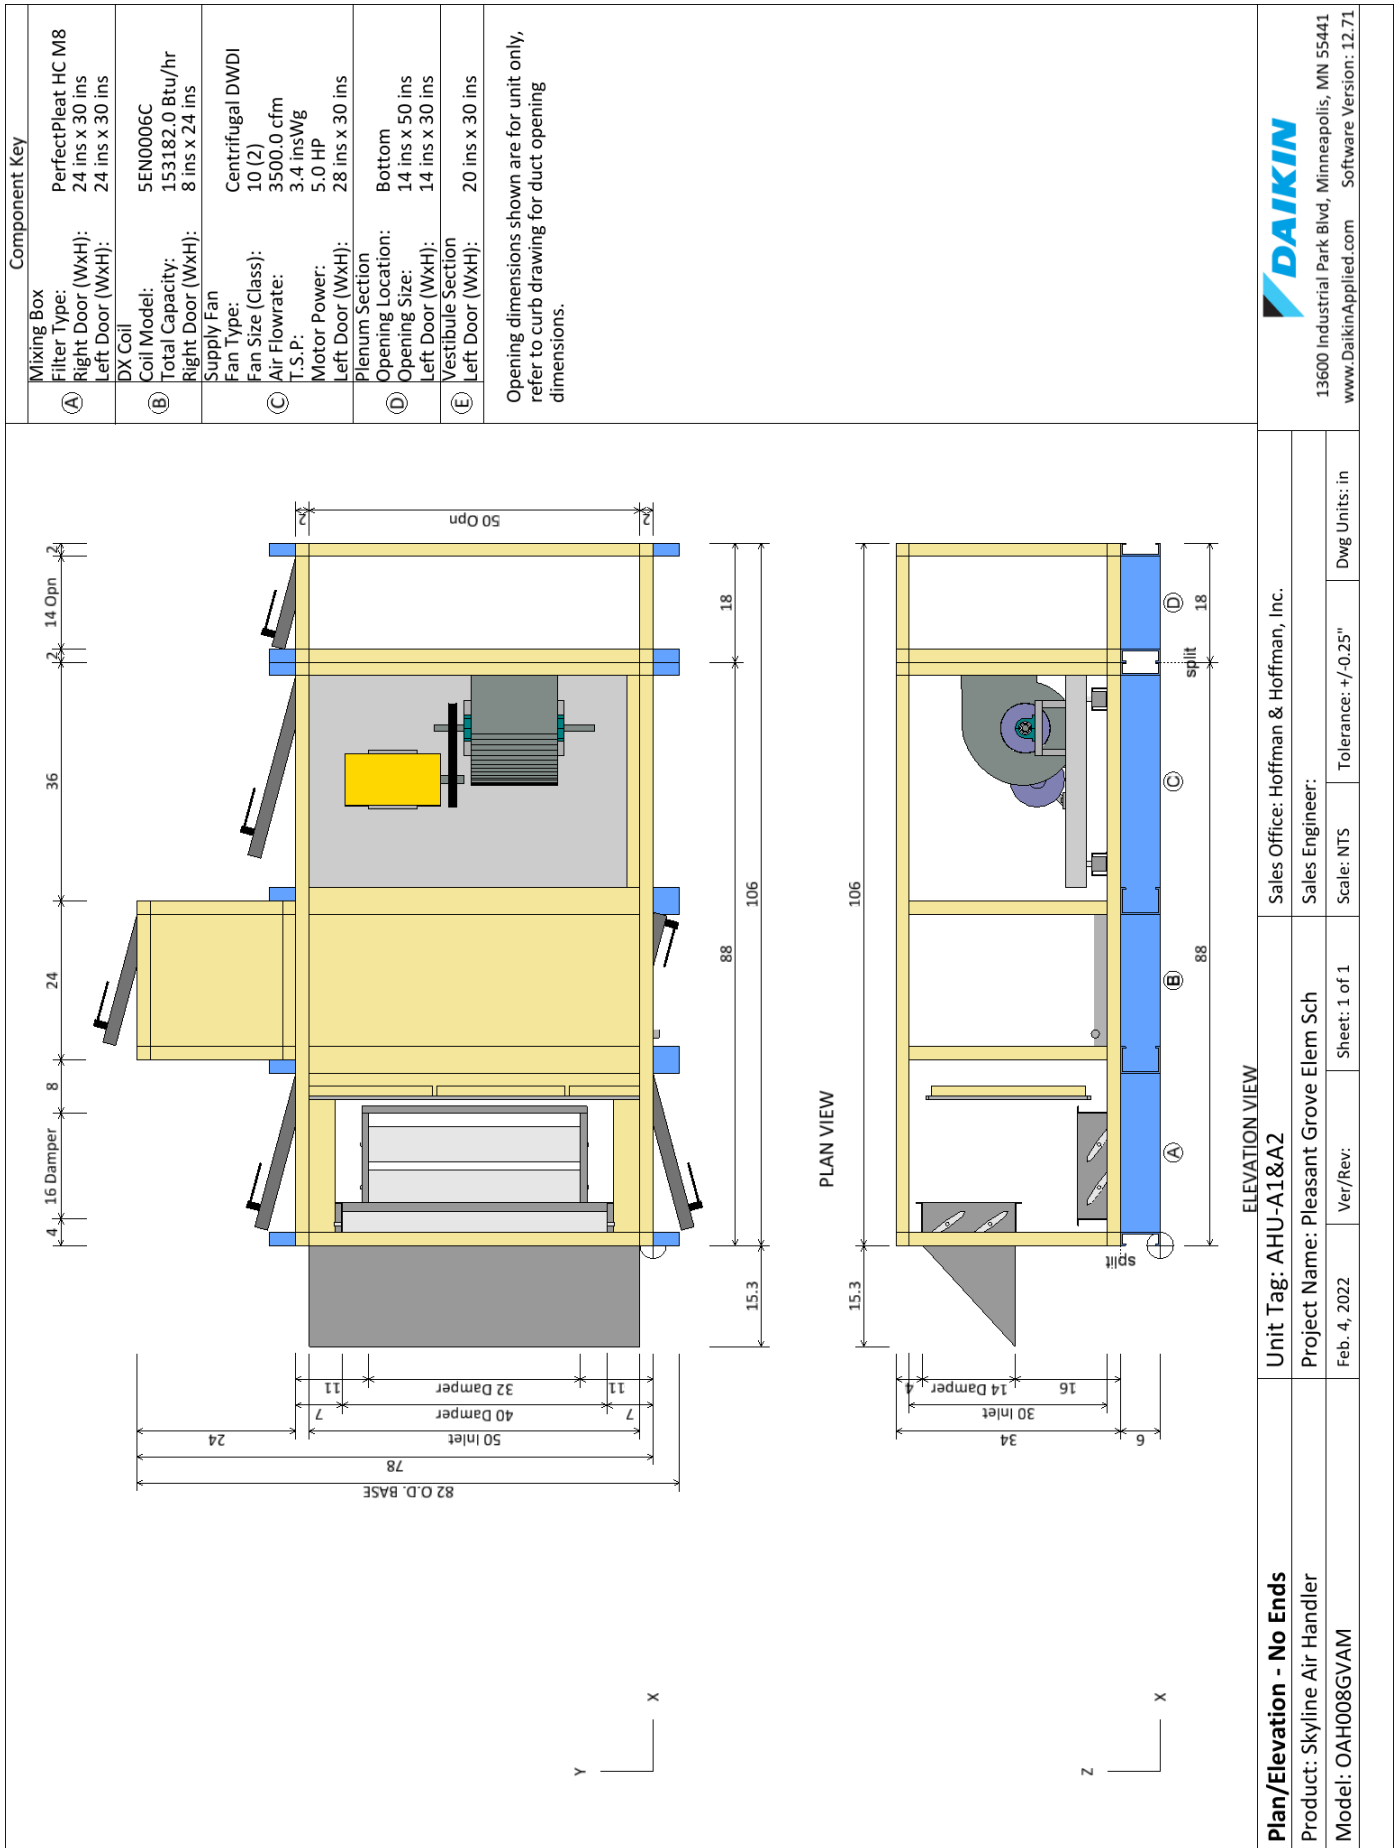 Component Key
Mixing Box
A
Filter Type: PerfectPleat HC M8
Right Door (WxH): 24 ins x 30 ins
Left Door (WxH): 24 ins x 30 ins
DX Coil
B
Coil Model: 5EN0006C
Total Capacity: 153182.0 Btu/hr
Right Door (WxH): 8 ins x 24 ins
Supply Fan
Fan Type: Centrifugal DWDI
Fan Size (Class): 10 (2)
C
Air Flowrate: 3500.0 cfm
T.S.P: 3.4 insWg
Motor Power: 5.0 HP
Left Door (WxH): 28 ins x 30 ins
Plenum Section
D
Opening Location: Bottom
Opening Size: 14 ins x 50 ins
Left Door (WxH): 14 ins x 30 ins
E
Vestibule Section
Left Door (WxH): 20 ins x 30 ins
Opening dimensions shown are for unit only,
refer to curb drawing for duct opening
dimensions.
4
16 Damper
8
24
36
2
14 Opn
2
2
50 Opn
2
82 O.D. BASE
78
24
50 Inlet
7
40 Damper
7
11
32 Damper
11
88
18
15.3
106
Y
X
PLAN VIEW
15.3
106
34
6
30 Inlet
4
14 Damper
16
split
split
88
18
A
B
C
D
Z
X
ELEVATION VIEW
Plan/Elevation - No Ends
Product: Skyline Air Handler
Model: OAH008GVAM
Unit Tag: AHU-A1&A2
Project Name: Pleasant Grove Elem Sch
Feb. 4, 2022
Ver/Rev:
Sheet: 1 of 1
Sales Office: Hoffman & Hoffman, Inc.
Sales Engineer:
Scale: NTS
Tolerance: +/-0.25"
Dwg Units: in
DAIKIN
13600 Industrial Park Blvd, Minneapolis, MN 55441
www.DaikinApplied.com Software Version: 12.71